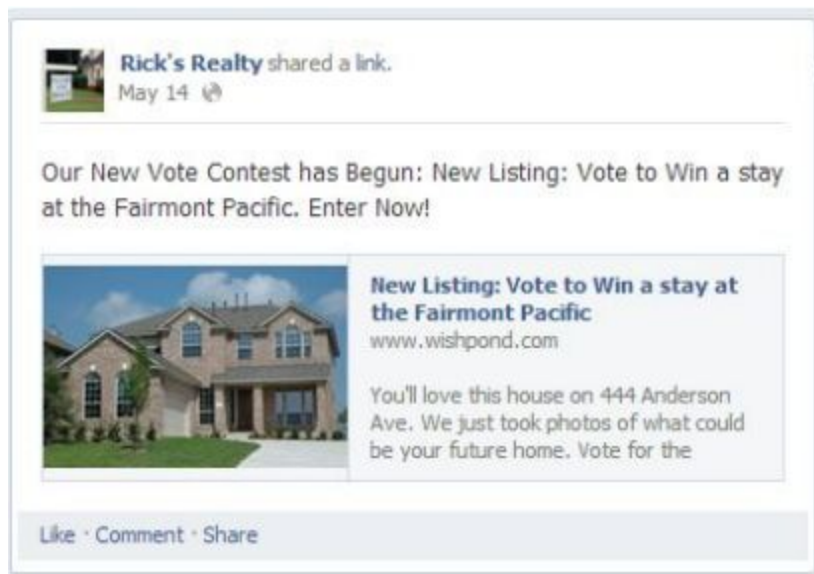 Rick's Realty shared a link.
May 14
Our New Vote Contest has Begun: New Listing: Vote to Win a stay
at the Fairmont Pacific. Enter Now!
New Listing: Vote to Win a stay at
the Fairmont Pacific
www.wishpond.com
You'll love this house on 444 Anderson
Ave. We just took photos of what could
be your future home. Vote for the
Like · Comment · Share